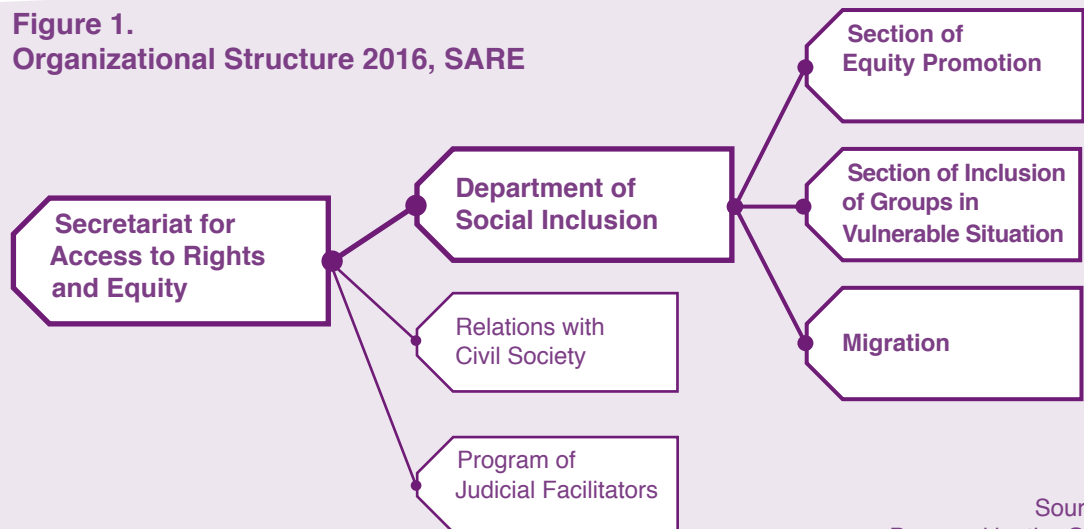 Figure 1.
Organizational Structure 2016, SARE
Section of
Equity Promotion
Department of
Social Inclusion
Section of Inclusion
of Groups in
Vulnerable Situation
Secretariat for
Access to Rights
and Equity
Relations with
Civil Society
Migration
Program of
Judicial Facilitators